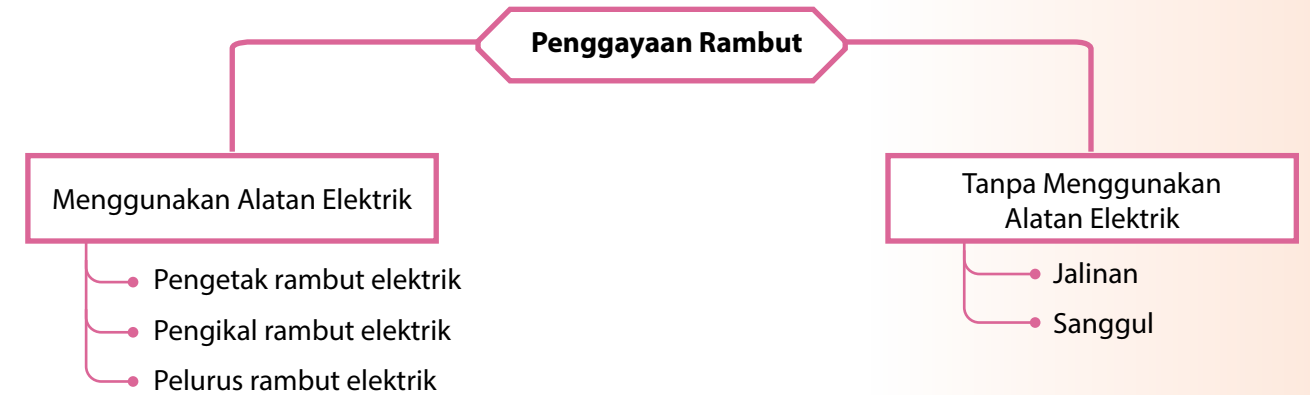 Penggayaan Rambut
Menggunakan Alatan Elektrik
Pengetak rambut elektrik
Pengikal rambut elektrik
Pelurus rambut elektrik
Tanpa Menggunakan
Alatan Elektrik
Jalinan
Sanggul